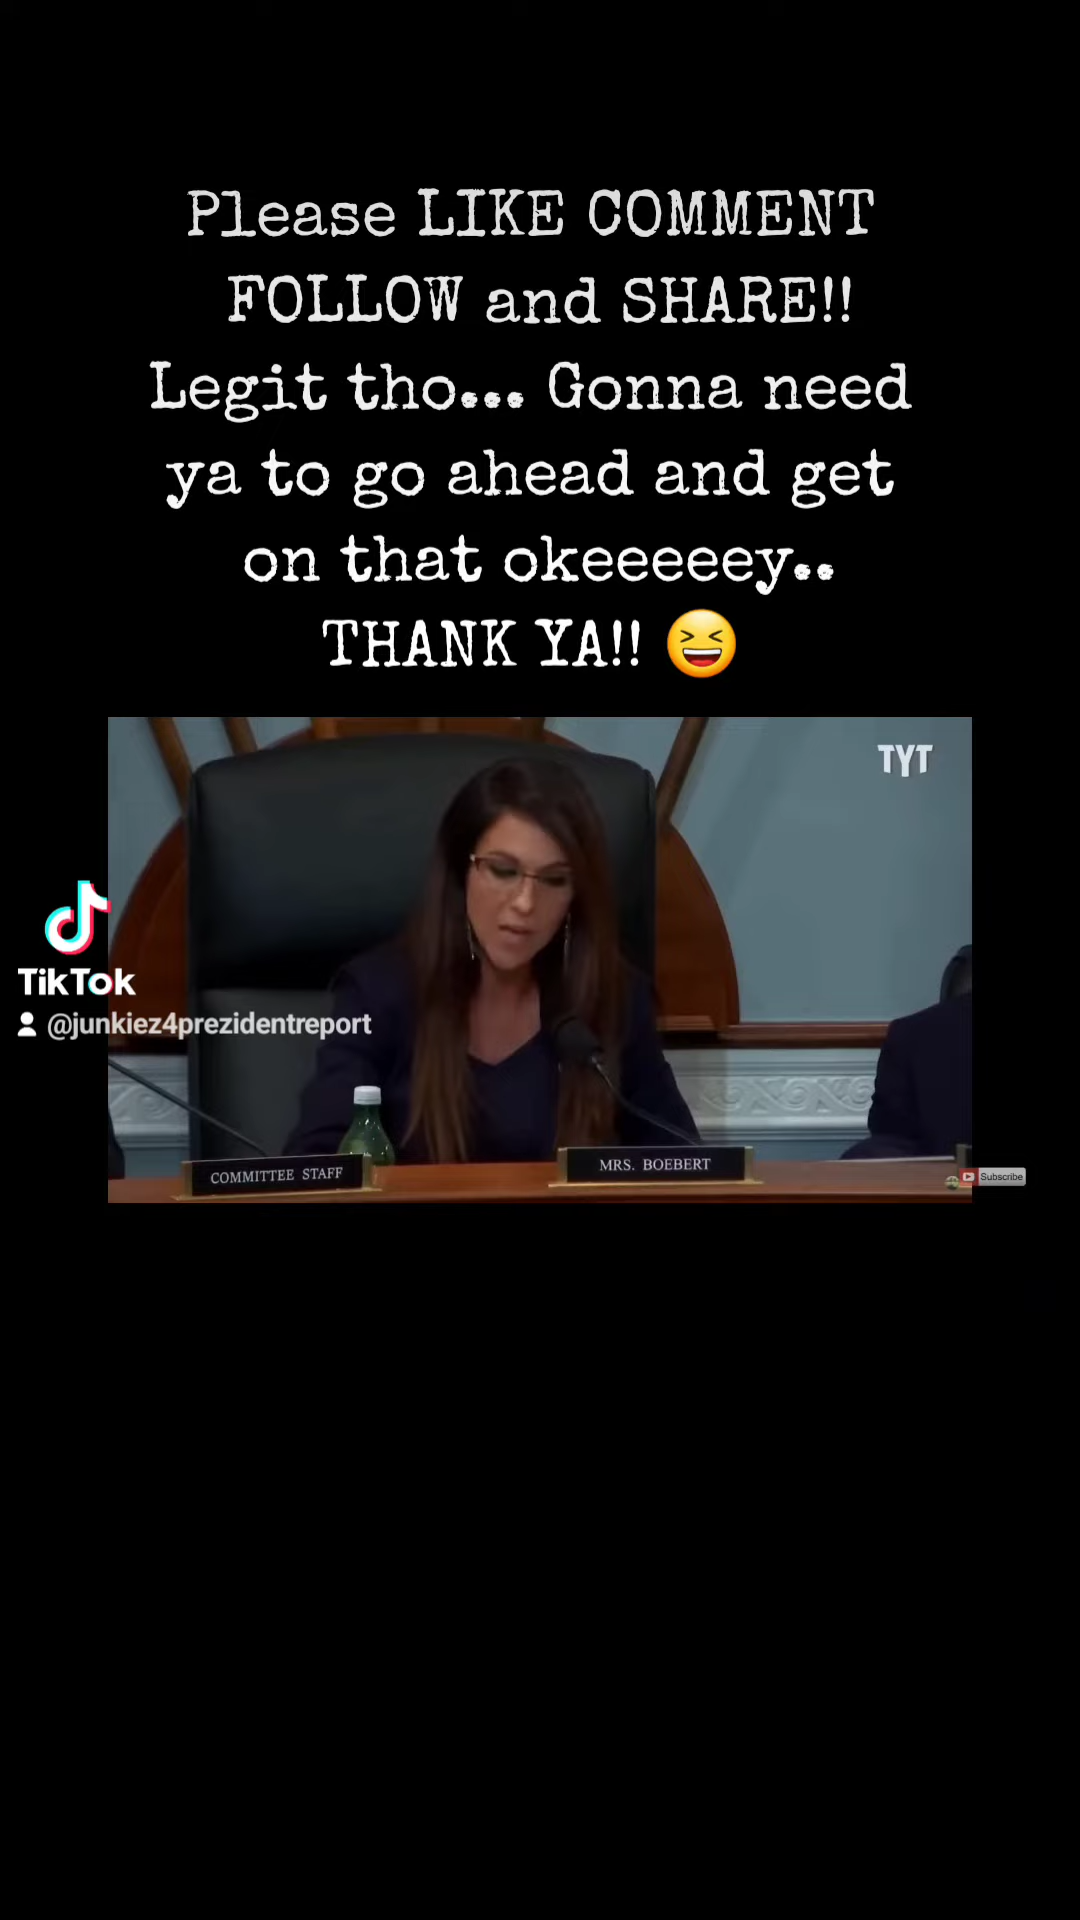 Please LIKE COMMENT
FOLLOW and SHARE!!
Legit tho... Gonna need
ya to go ahead and get
on that okeeeeey..
THANK YA!! 😆
TYT
TikTok
@junkiez4prezidentreport
COMMITTEE STAFF
MRS. BOEBERT
Subscribe